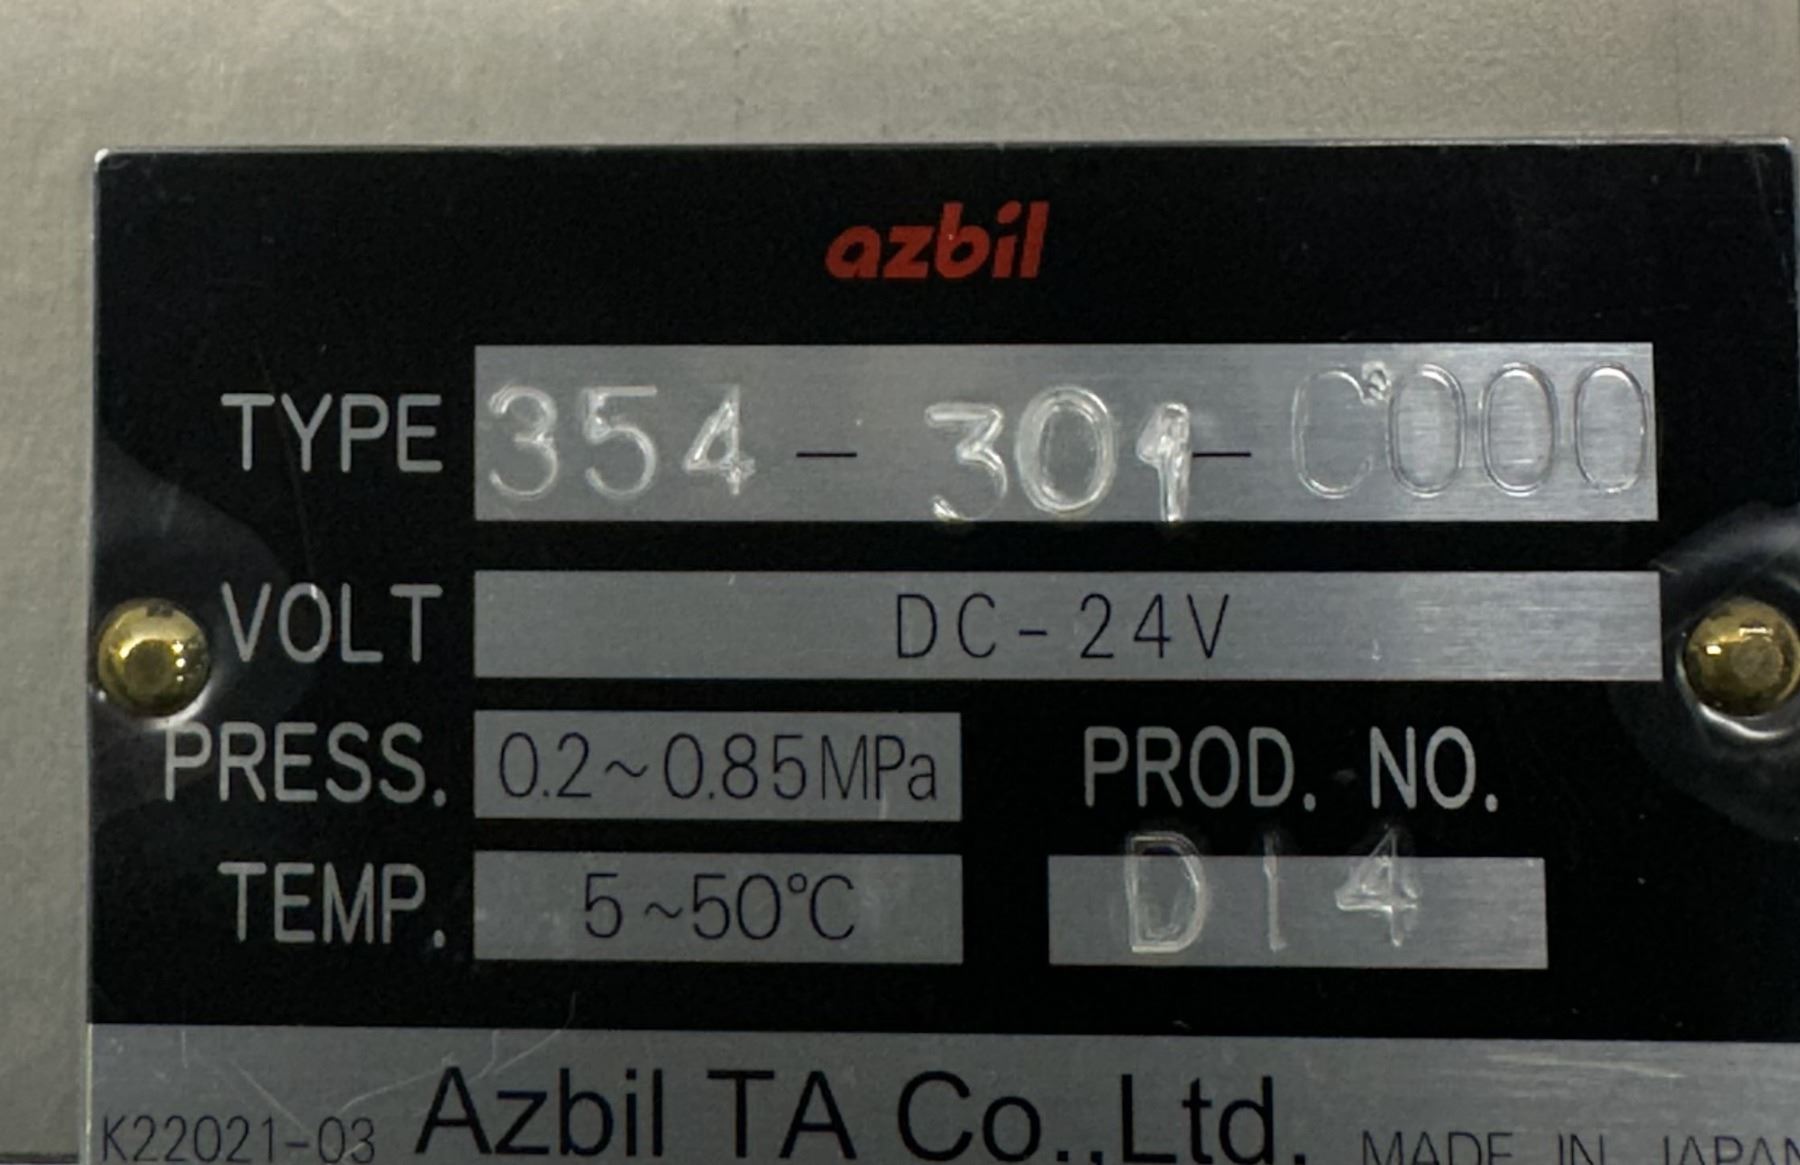 azbil
TYPE 354 - 301 - C000
VOLT DC-24V
PRESS. 0.2~0.85MPa PROD. NO.
TEMP. 5~50℃ D14
K22021-03 Azbil TA Co.,Ltd. MADE IN JAPAN